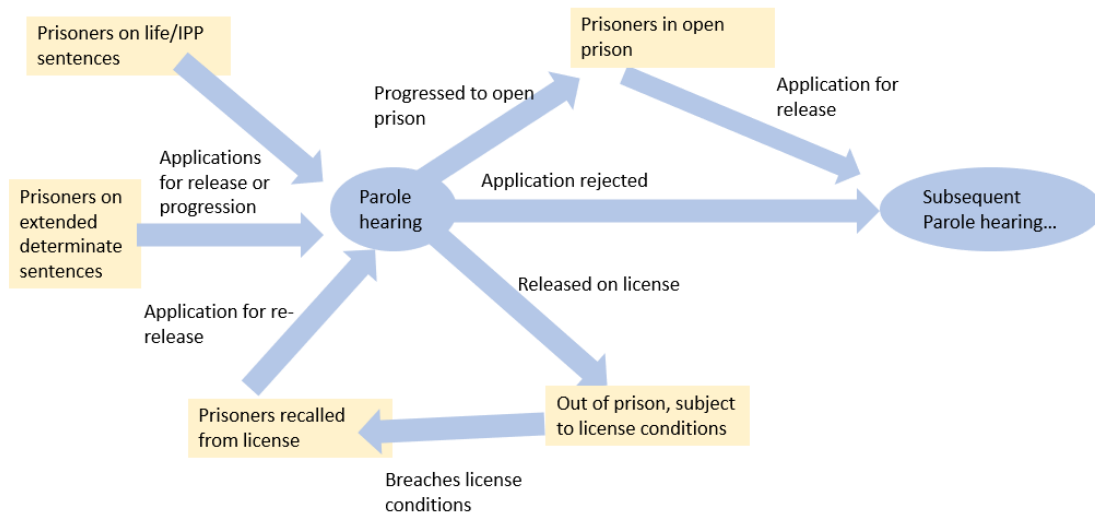 Prisoners on life/IPP
sentences
Prisoners in open
prison
Progressed to open
prison
Application for
release
Applications
for release or
progression
Prisoners on
extended
determinate
sentences
Parole
hearing
Application rejected
Subsequent
Parole hearing...
Released on license
Application for re-
release
Prisoners recalled
from license
Out of prison, subject
to license conditions
Breaches license
conditions